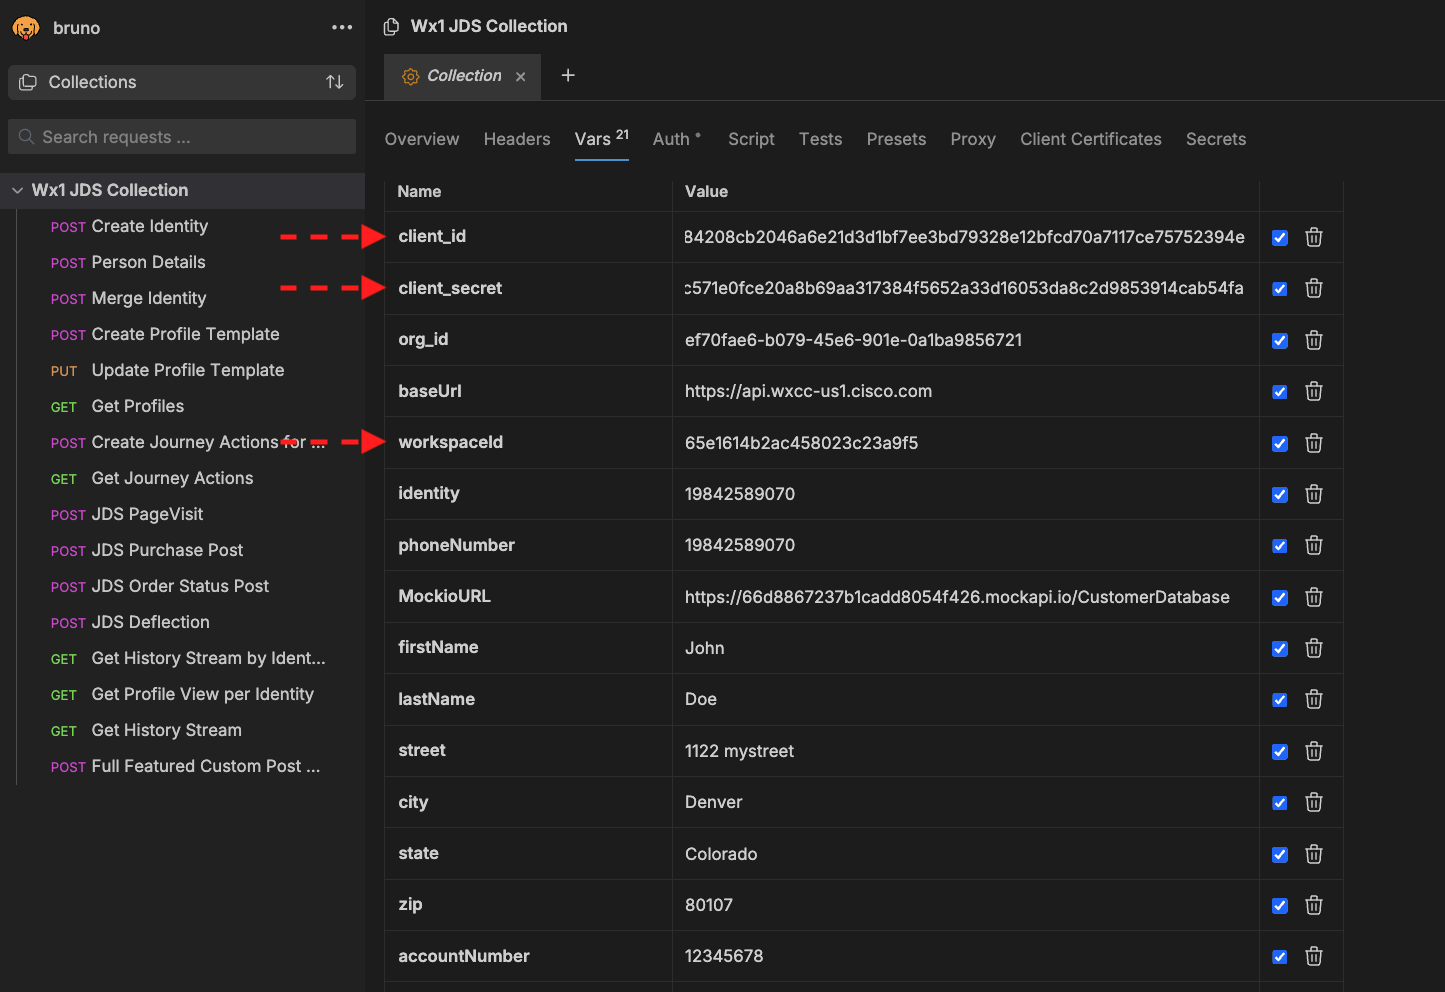 bruno
Collections
Search requests ...
Wx1 JDS Collection
POST Create Identity
POST Person Details
POST Merge Identity
POST Create Profile Template
PUT Update Profile Template
GET Get Profiles
POST Create Journey Actions for ...
GET Get Journey Actions
POST JDS PageVisit
POST JDS Purchase Post
POST JDS Order Status Post
POST JDS Deflection
GET Get History Stream by Ident...
GET Get Profile View per Identity
GET Get History Stream
POST Full Featured Custom Post ...
Wx1 JDS Collection
Collection
Overview Headers Vars 21 Auth Script Tests Presets Proxy Client Certificates Secrets
Name Value
client_id 84208cb2046a6e21d3d1bf7ee3bd79328e12bfcd70a7117ce75752394e
client_secret c571e0fce20a8b69aa317384f5652a33d16053da8c2d9853914cab54fa
org_id ef70fae6-b079-45e6-901e-0a1ba9856721
baseUrl https://api.wxcc-us1.cisco.com
workspaceId 65e1614b2ac458023c23a9f5
identity 19842589070
phoneNumber 19842589070
MockioURL https://66d8867237b1cadd8054f426.mockapi.io/CustomerDatabase
firstName John
lastName Doe
street 1122 mystreet
city Denver
state Colorado
zip 80107
accountNumber 12345678